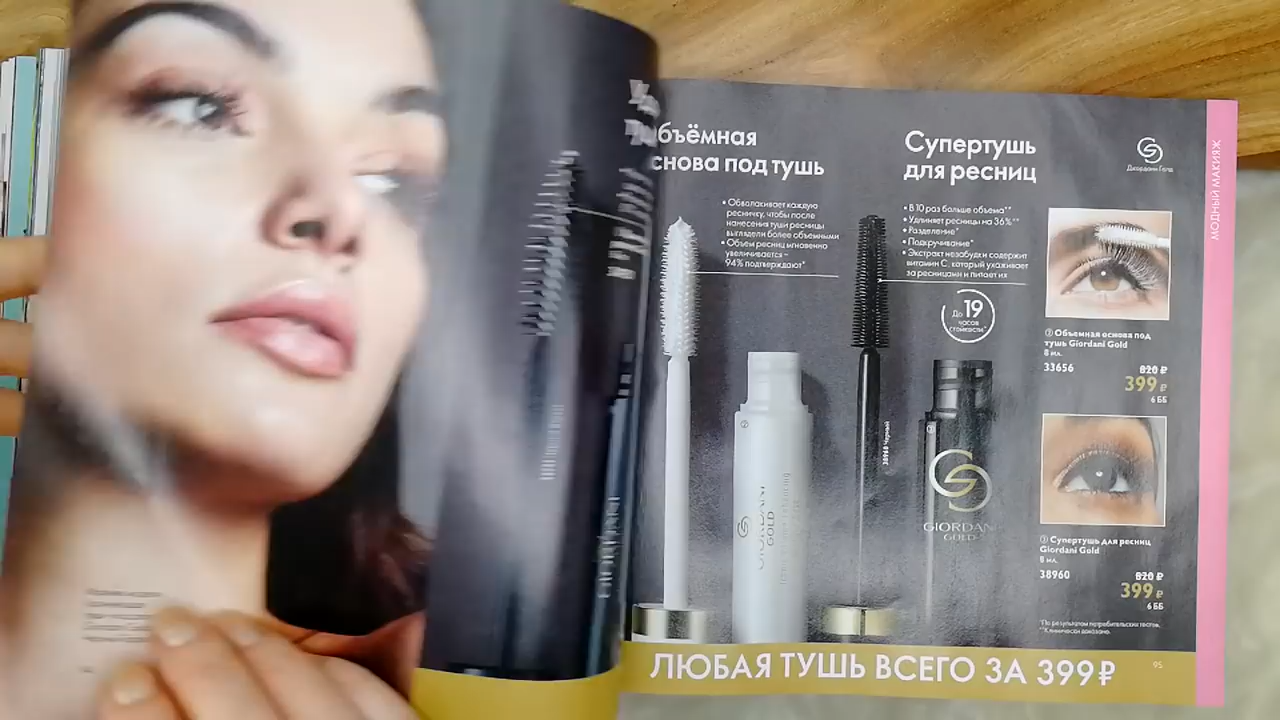 бъёмная
снова под тушь
• Обволакивает каждую
ресничку, чтобы после
нанесения туши ресницы
выглядели более объемными
• Объем ресниц мгновенно
увеличивается –
94% подтверждают*
Супертушь
для ресниц
• В 10 раз больше объема**
• Удлиняет ресницы на 36%**
• Разделение*
• Подкручивание*
• Экстракт незабудки содержит
витамин С, который ухаживает
за ресницами и питает их
До 19
часов
стойкости*
Джордани Голд
МОДНЫЙ МАКИЯЖ
② Объемная основа под
тушь Giordani Gold
8 мл.
33656
820 ₽
399 ₽
6 ББ
③ Супертушь для ресниц
Giordani Gold
8 мл.
38960
820 ₽
399 ₽
6 ББ
*По результатам потребительских тестов.
**Клинически доказано.
38960 Черный
GIORDANI
GOLD
GIORDAN
GOLD
ЛЮБАЯ ТУШЬ ВСЕГО ЗА 399 ₽
95